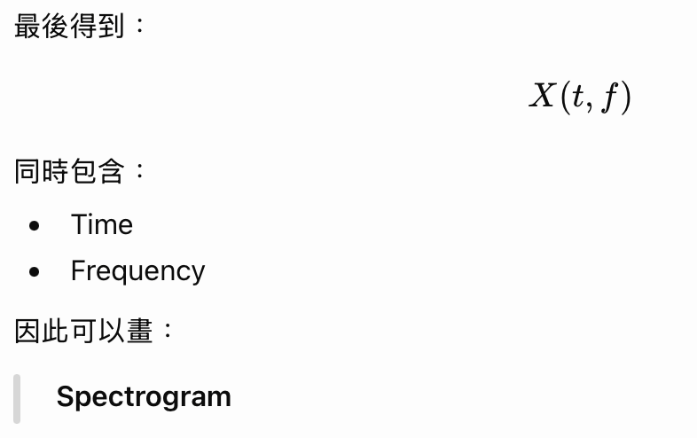 最後得到：
X(t, f)
同時包含：
• Time
• Frequency
因此可以畫：
Spectrogram